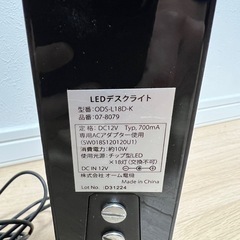 LEDデスクライト
型番：ODS-L18D-K
品番：07-8079
定格：DC12V Typ. 700mA
専用ACアダプター使用
(SW018S120120U1)
消費電力：約10W
使用光源：チップ型LED
×18灯 (交換不可)
DC IN 12V
株式会社 オーム電機
Made in China
Lot No.:D31224